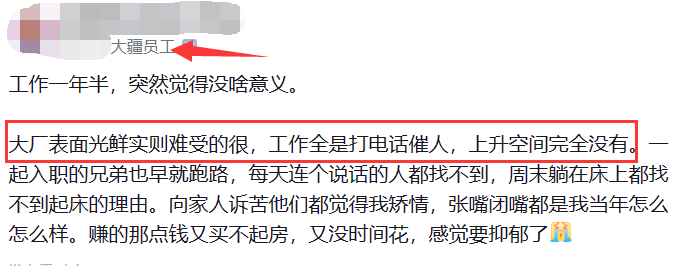 大疆员工
工作一年半，突然觉得没啥意义。
大厂表面光鲜实则难受的很，工作全是打电话催人，上升空间完全没有。一
起入职的兄弟也早就跑路，每天连个说话的人都找不到，周末躺在床上都找
不到起床的理由。向家人诉苦他们都觉得我矫情，张嘴闭嘴都是我当年怎么
怎么样。赚的那点钱又买不起房，又没时间花，感觉要抑郁了😭